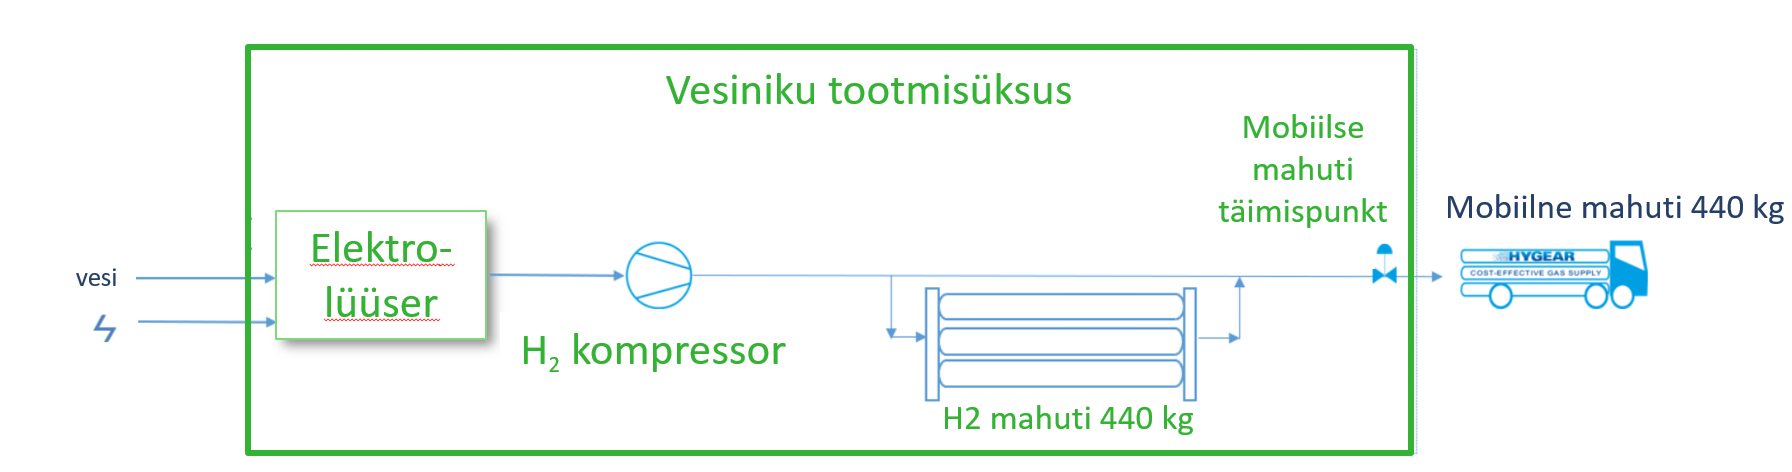 Vesiniku tootmisüksus
Mobiilse
mahuti
täimispunkt
Mobiilne mahuti 440 kg
HYGEAR
COST-EFFECTIVE GAS SUPPLY
Elektro-
lüüser
vesi
H₂ kompressor
H2 mahuti 440 kg